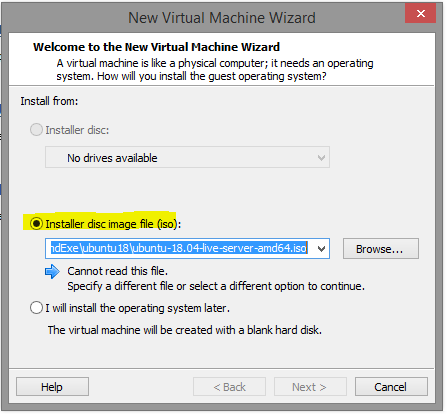 New Virtual Machine Wizard
Welcome to the New Virtual Machine Wizard
A virtual machine is like a physical computer; it needs an operating
system. How will you install the guest operating system?
Install from:
Installer disc:
No drives available
Installer disc image file (iso):
ndExe\ubuntu18\ubuntu-18.04-live-server-amd64.iso
Browse...
Cannot read this file.
Specify a different file or select a different option to continue.
I will install the operating system later.
The virtual machine will be created with a blank hard disk.
Help
< Back
Next >
Cancel